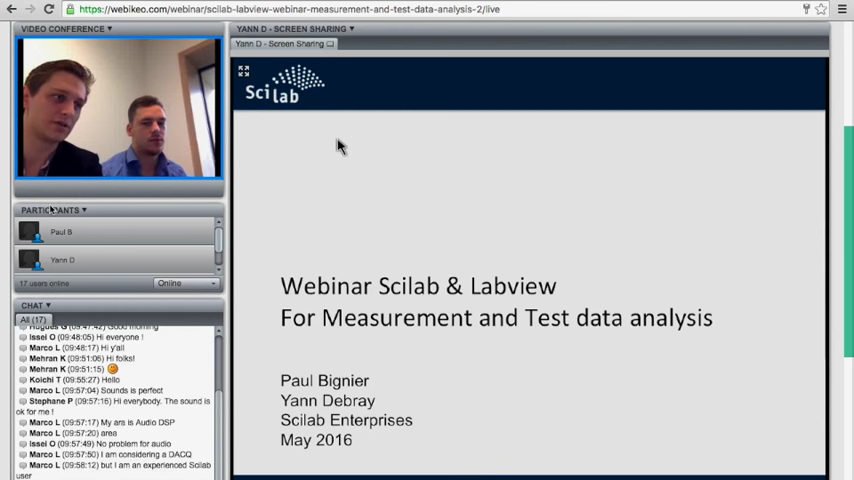 https://webikeo.com/webinar/scilab-labview-webinar-measurement-and-test-data-analysis-2/live
VIDEO CONFERENCE
YANN D - SCREEN SHARING
Yann D - Screen Sharing
Scilab
PARTICIPANTS
Paul B
Yann D
17 users online
Online
CHAT
All (17)
Hugues G (09:47:42) Good morning
Issei O (09:48:05) Hi everyone !
Marco L (09:48:17) Hi y'all
Mehran K (09:51:06) Hi folks!
Mehran K (09:51:15)
Koichi T (09:55:27) Hello
Marco L (09:57:04) Sounds is perfect
Stephane P (09:57:16) Hi everybody. The sound is
ok for me !
Marco L (09:57:17) My ara is Audio DSP
Marco L (09:57:20) area
Issei O (09:57:49) No problem for audio
Marco L (09:57:50) I am considering a DACQ
Marco L (09:58:12) but I am an experienced Scilab
user
Webinar Scilab & Labview
For Measurement and Test data analysis
Paul Bignier
Yann Debray
Scilab Enterprises
May 2016